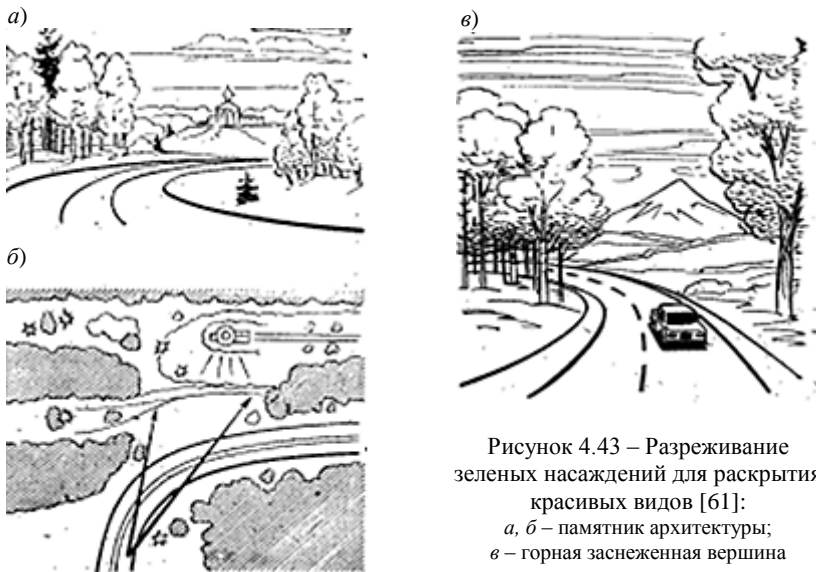 а)
в)
б)
Рисунок 4.43 – Разреживание
зеленых насаждений для раскрытия
красивых видов [61]:
а, б – памятник архитектуры;
в – горная заснеженная вершина